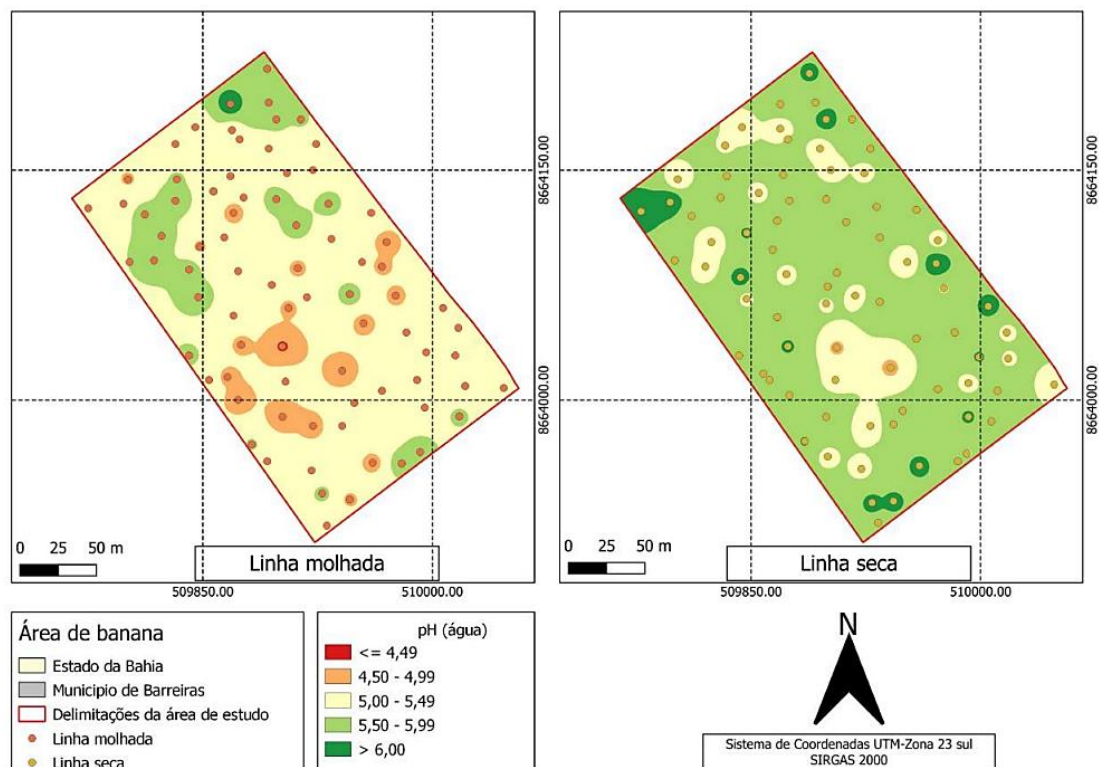 8664150.00
8664000.00
0 25 50 m
Linha molhada
509850.00 510000.00
8664150.00
8664000.00
0 25 50 m
Linha seca
509850.00 510000.00
Área de banana
Estado da Bahia
Municipio de Barreiras
Delimitações da área de estudo
Linha molhada
Linha seca
pH (água)
<= 4,49
4,50 - 4,99
5,00 - 5,49
5,50 - 5,99
> 6,00
N
Sistema de Coordenadas UTM-Zona 23 sul
SIRGAS 2000